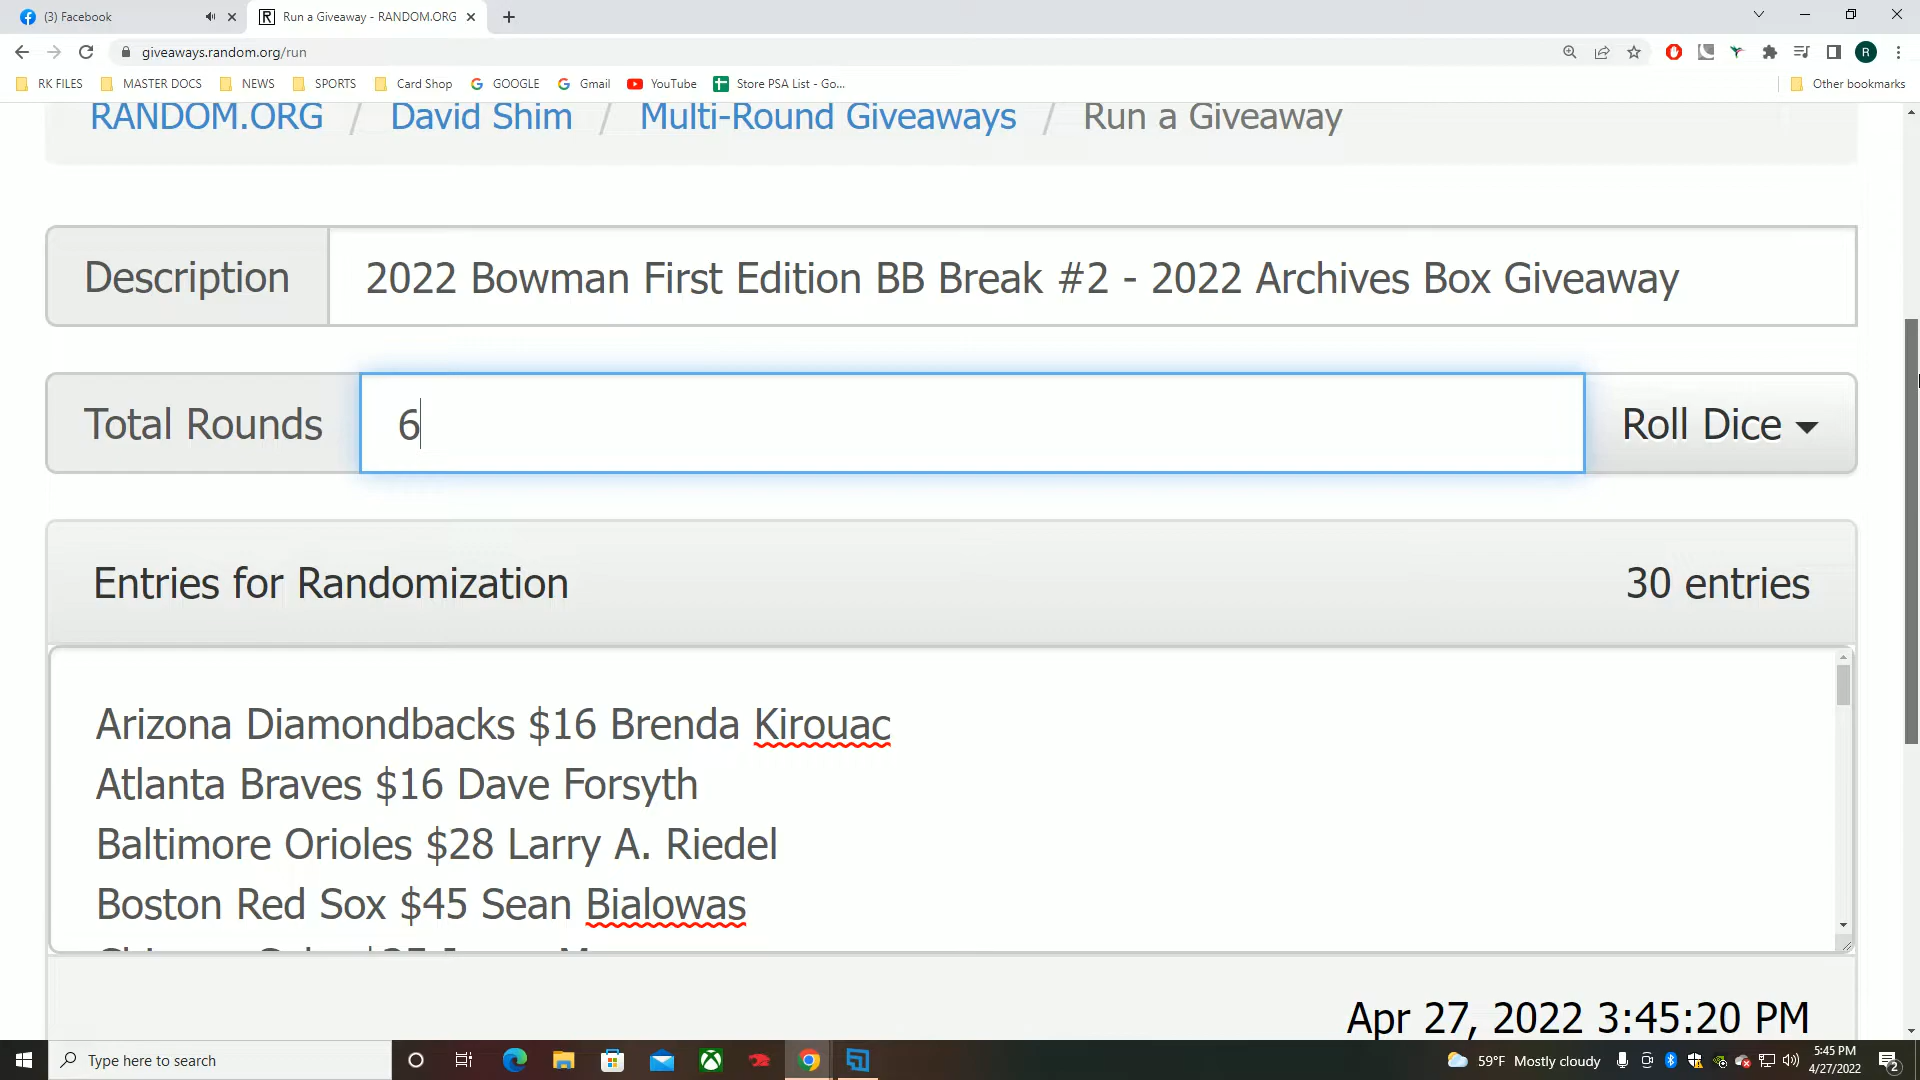 (3) Facebook
Run a Giveaway - RANDOM.ORG
giveaways.random.org/run
R
RK FILES
MASTER DOCS
NEWS
SPORTS
Card Shop
GOOGLE
Gmail
YouTube
Store PSA List - Go...
Other bookmarks
RANDOM.ORG / David Shim / Multi-Round Giveaways / Run a Giveaway
Description
2022 Bowman First Edition BB Break #2 - 2022 Archives Box Giveaway
Total Rounds
6
Roll Dice
Entries for Randomization
30 entries
Arizona Diamondbacks $16 Brenda Kirouac
Atlanta Braves $16 Dave Forsyth
Baltimore Orioles $28 Larry A. Riedel
Boston Red Sox $45 Sean Bialowas
Apr 27, 2022 3:45:20 PM
Type here to search
59°F Mostly cloudy
5:45 PM
4/27/2022
2